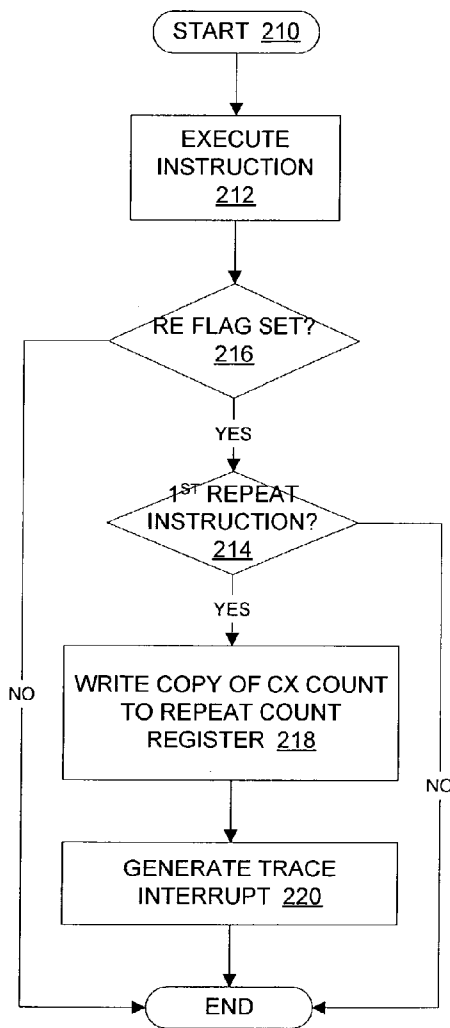 START 210
EXECUTE
INSTRUCTION
212
RE FLAG SET?
216
YES
1ST REPEAT
INSTRUCTION?
214
YES
WRITE COPY OF CX COUNT
TO REPEAT COUNT
REGISTER 218
NO
NO
GENERATE TRACE
INTERRUPT 220
END